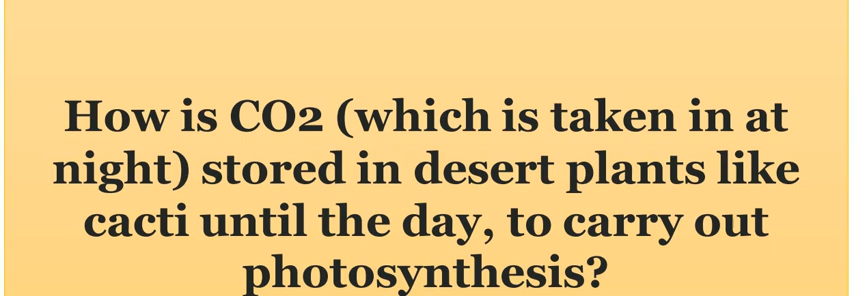 How is CO2 (which is taken in at
night) stored in desert plants like
cacti until the day, to carry out
photosynthesis?